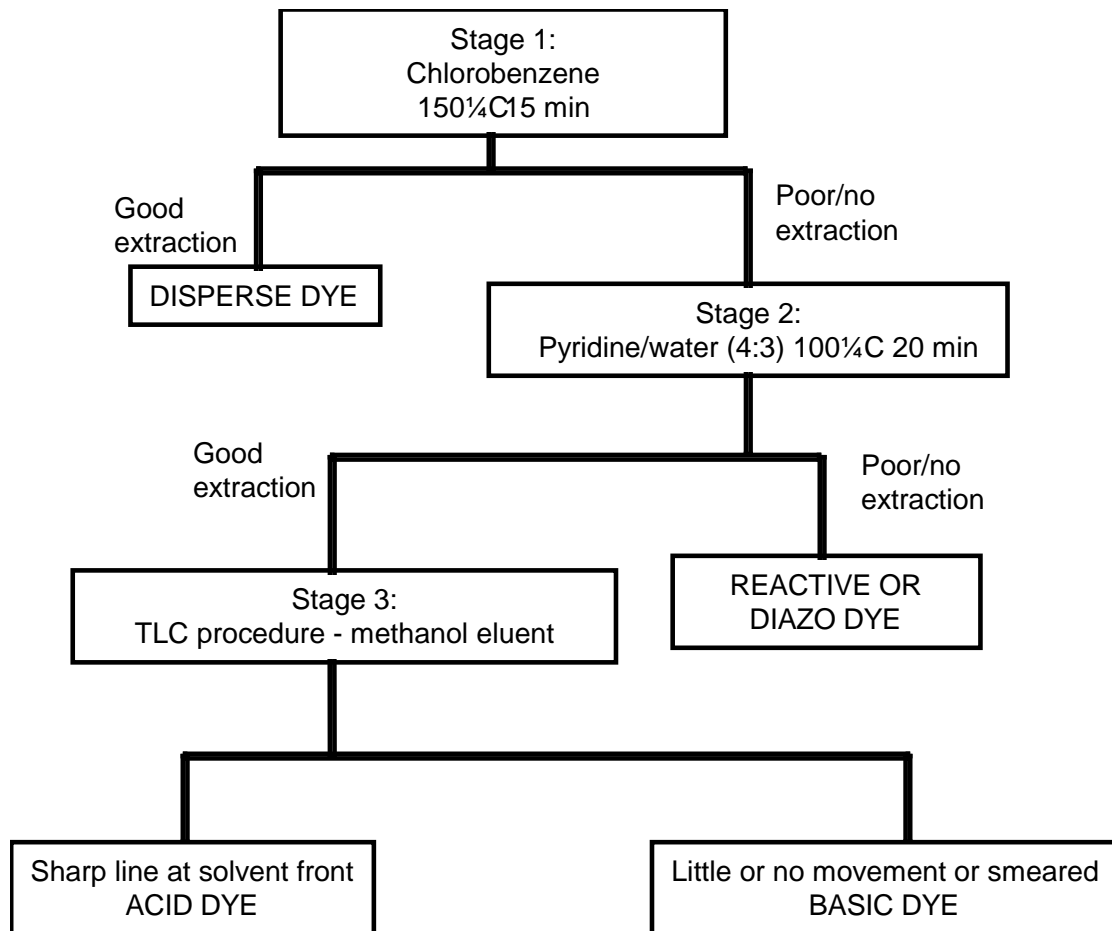 Stage 1:
Chlorobenzene
150¼C15 min
Good
extraction
Poor/no
extraction
DISPERSE DYE
Stage 2:
Pyridine/water (4:3) 100¼C 20 min
Good
extraction
Poor/no
extraction
Stage 3:
TLC procedure - methanol eluent
REACTIVE OR
DIAZO DYE
Sharp line at solvent front
ACID DYE
Little or no movement or smeared
BASIC DYE